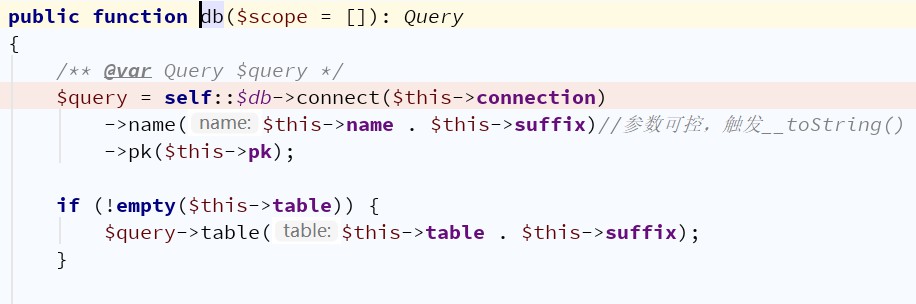 public function db($scope = []): Query
{
/** @var Query $query */
$query = self::$db->connect($this->connection)
->name( name: $this->name . $this->suffix)//参数可控，触发__toString()
->pk($this->pk);
if (!empty($this->table)) {
$query->table( table: $this->table . $this->suffix);
}